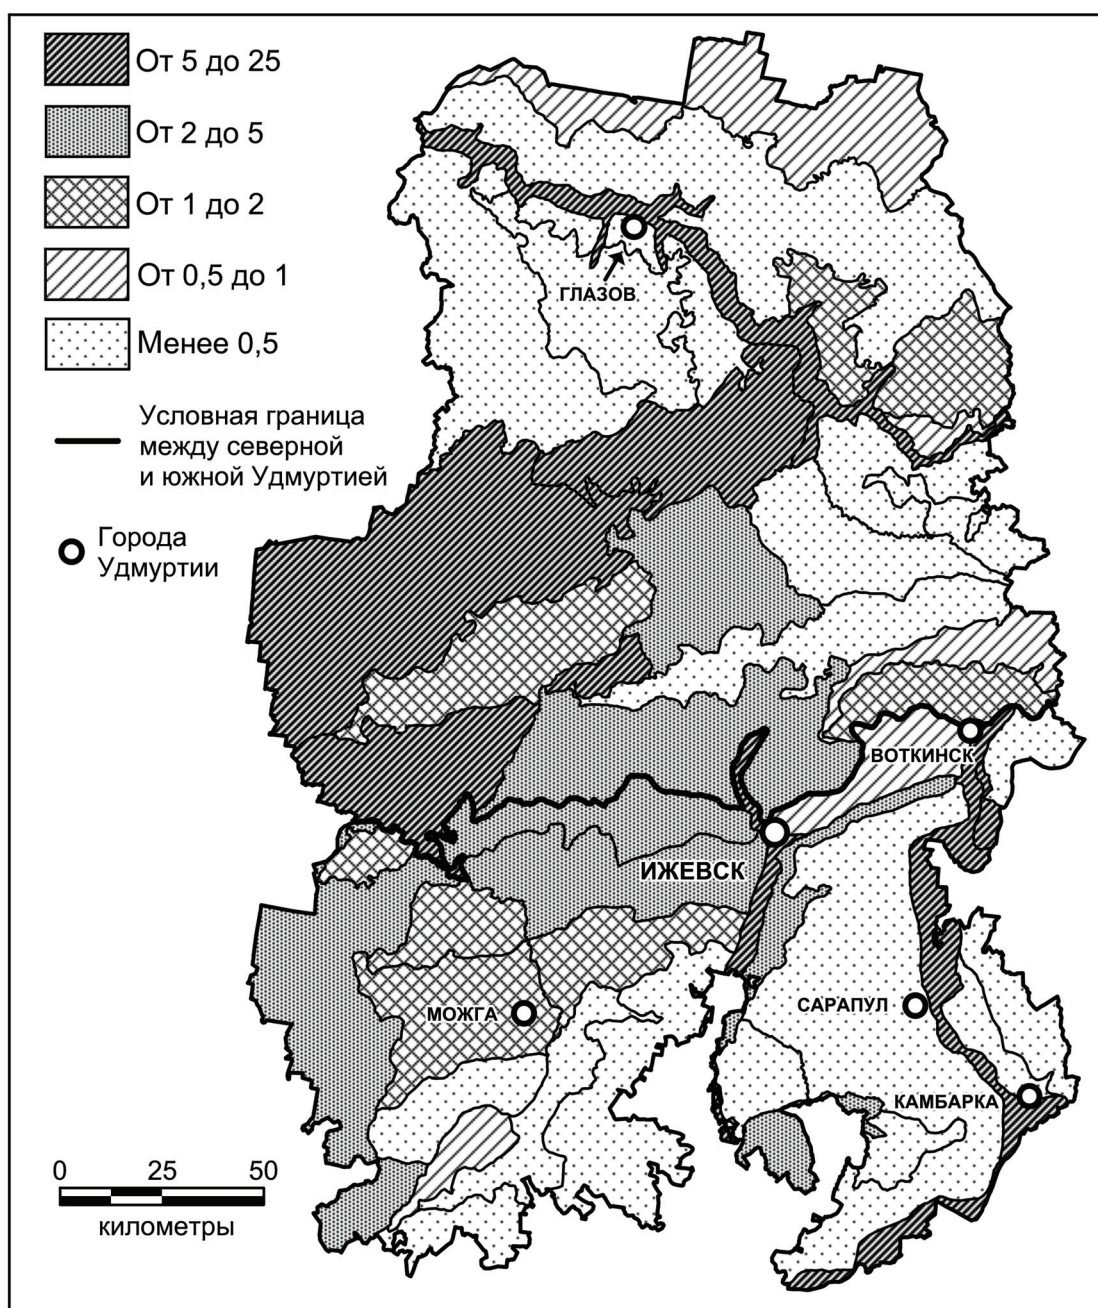 От 5 до 25
От 2 до 5
От 1 до 2
От 0,5 до 1
Менее 0,5
Условная граница
между северной
и южной Удмуртией
Города
Удмуртии
ГЛАЗОВ
ВОТКИНСК
ИЖЕВСК
МОЖГА
САРАПУЛ
КАМБАРКА
0 25 50
километры